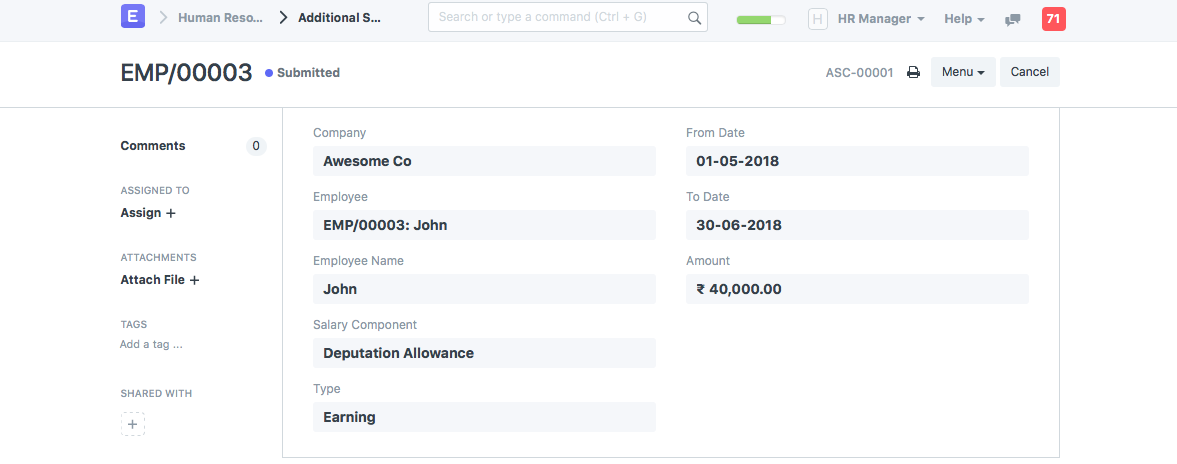 E Human Reso... Additional S... Search or type a command (Ctrl + G) H HR Manager Help 71
EMP/00003 Submitted ASC-00001 Menu Cancel
Comments 0
ASSIGNED TO
Assign +
ATTACHMENTS
Attach File +
TAGS
Add a tag ...
SHARED WITH
+
Company
Awesome Co
Employee
EMP/00003: John
Employee Name
John
Salary Component
Deputation Allowance
Type
Earning
From Date
01-05-2018
To Date
30-06-2018
Amount
₹ 40,000.00